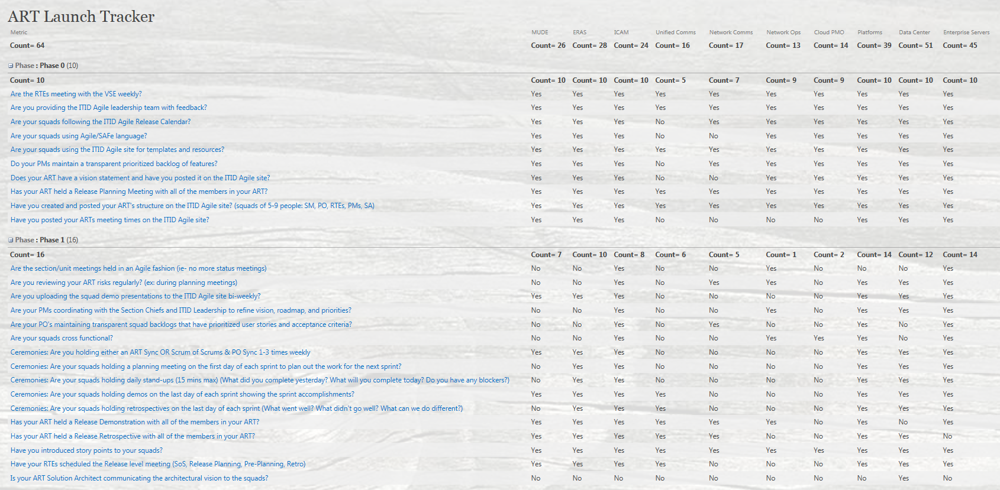 ART Launch Tracker
Metric MUDE ERAS ICAM Unified Comms Network Comms Network Ops Cloud PMO Platforms Data Center Enterprise Servers
Count= 64 Count= 26 Count= 28 Count= 24 Count= 16 Count= 17 Count= 13 Count= 14 Count= 39 Count= 51 Count= 45
Phase : Phase 0 (10)
Count= 10 Count= 10 Count= 10 Count= 10 Count= 5 Count= 7 Count= 9 Count= 9 Count= 10 Count= 10 Count= 10
Are the RTEs meeting with the VSE weekly? Yes Yes Yes Yes Yes Yes Yes Yes Yes Yes
Are you providing the ITID Agile leadership team with feedback? Yes Yes Yes Yes Yes Yes Yes Yes Yes Yes
Are your squads following the ITID Agile Release Calendar? Yes Yes Yes No Yes Yes Yes Yes Yes Yes
Are your squads using Agile/SAFe language? Yes Yes Yes No No Yes Yes Yes Yes Yes
Are your squads using the ITID Agile site for templates and resources? Yes Yes Yes Yes Yes Yes Yes Yes Yes Yes
Do your PMs maintain a transparent prioritized backlog of features? Yes Yes Yes No Yes Yes Yes Yes Yes Yes
Does your ART have a vision statement and have you posted it on the ITID Agile site? Yes Yes Yes No No Yes Yes Yes Yes Yes
Has your ART held a Release Planning Meeting with all of the members in your ART? Yes Yes Yes Yes Yes Yes Yes Yes Yes Yes
Have you created and posted your ART's structure on the ITID Agile site? (squads of 5-9 people: SM, PO, RTEs, PMs, SA) Yes Yes Yes Yes Yes Yes Yes Yes Yes Yes
Have you posted your ARTs meeting times on the ITID Agile site? Yes Yes Yes No No No No Yes Yes Yes
Phase : Phase 1 (16)
Count= 16 Count= 7 Count= 10 Count= 8 Count= 6 Count= 5 Count= 1 Count= 2 Count= 14 Count= 12 Count= 14
Are the section/unit meetings held in an Agile fashion (ie- no more status meetings) No No Yes No No Yes No No No Yes
Are you reviewing your ART risks regularly? (ex: during planning meetings) No No Yes No Yes Yes No Yes Yes Yes
Are you uploading the squad demo presentations to the ITID Agile site bi-weekly? Yes Yes Yes No No No No Yes Yes Yes
Are your PMs coordinating with the Section Chiefs and ITID Leadership to refine vision, roadmap, and priorities? No No Yes No No Yes No Yes Yes Yes
Are your PO's maintaining transparent squad backlogs that have prioritized user stories and acceptance criteria? No No Yes No Yes No No Yes No Yes
Are your squads cross functional? No No Yes No No Yes Yes Yes No Yes
Ceremonies: Are you holding either an ART Sync OR Scrum of Scrums & PO Sync 1-3 times weekly Yes Yes Yes No No No No Yes Yes Yes
Ceremonies: Are your squads holding a planning meeting on the first day of each sprint to plan out the work for the next sprint? No Yes Yes No No No No Yes Yes Yes
Ceremonies: Are your squads holding daily stand-ups (15 mins max) (What did you complete yesterday? What will you complete today? Do you have any blockers?) No Yes Yes No No No No Yes Yes Yes
Ceremonies: Are your squads holding demos on the last day of each sprint showing the sprint accomplishments? Yes Yes Yes Yes No No No Yes Yes Yes
Ceremonies: Are your squads holding retrospectives on the last day of each sprint (What went well? What didn't go well? What can we do different?) No Yes Yes Yes No No No Yes Yes Yes
Has your ART held a Release Demonstration with all of the members in your ART? Yes Yes Yes Yes Yes Yes No Yes No Yes
Has your ART held a Release Retrospective with all of the members in your ART? Yes Yes Yes Yes Yes No No Yes Yes No
Have you introduced story points to your squads? Yes Yes Yes Yes Yes Yes Yes Yes Yes Yes
Have your RTEs scheduled the Release level meeting (SoS, Release Planning, Pre-Planning, Retro) Yes Yes Yes Yes No No No Yes Yes Yes
Is your ART Solution Architect communicating the architectural vision to the squads? No No No No No No No No Yes No